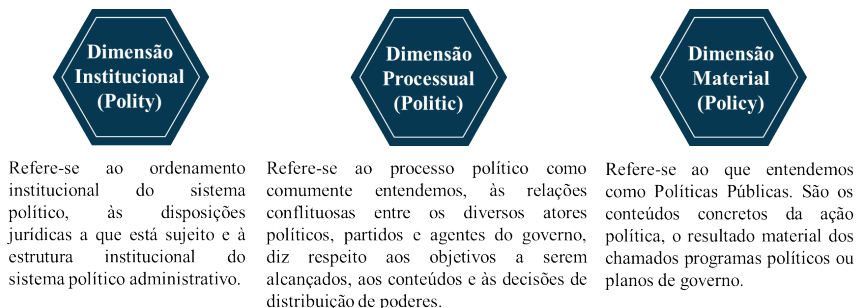 Dimensão
Institucional
(Polity)
Refere-se ao ordenamento
institucional do sistema
político, às disposições
jurídicas a que está sujeito e à
estrutura institucional do
sistema político administrativo.
Dimensão
Processual
(Politic)
Refere-se ao processo político como
comumente entendemos, às relações
conflituosas entre os diversos atores
políticos, partidos e agentes do governo,
diz respeito aos objetivos a serem
alcançados, aos conteúdos e às decisões de
distribuição de poderes.
Dimensão
Material
(Policy)
Refere-se ao que entendemos
como Políticas Públicas. São os
conteúdos concretos da ação
política, o resultado material dos
chamados programas políticos ou
planos de governo.